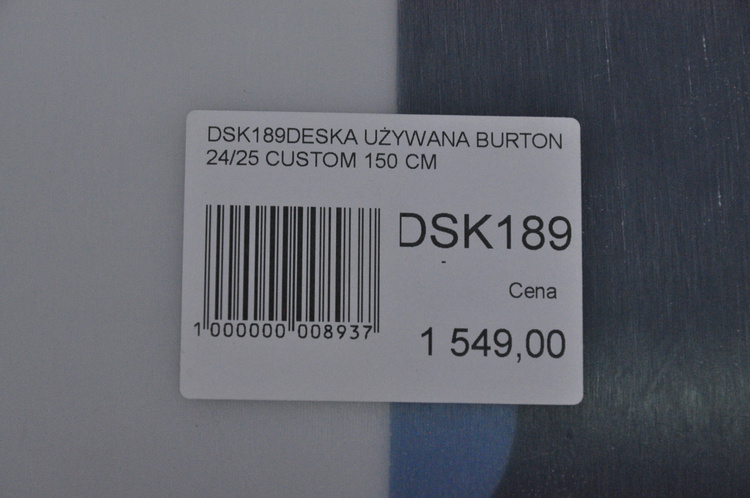 DSK189DESKA UŻYWANA BURTON
24/25 CUSTOM 150 CM
DSK189
-
Cena
1 549,00
1 000000 008937